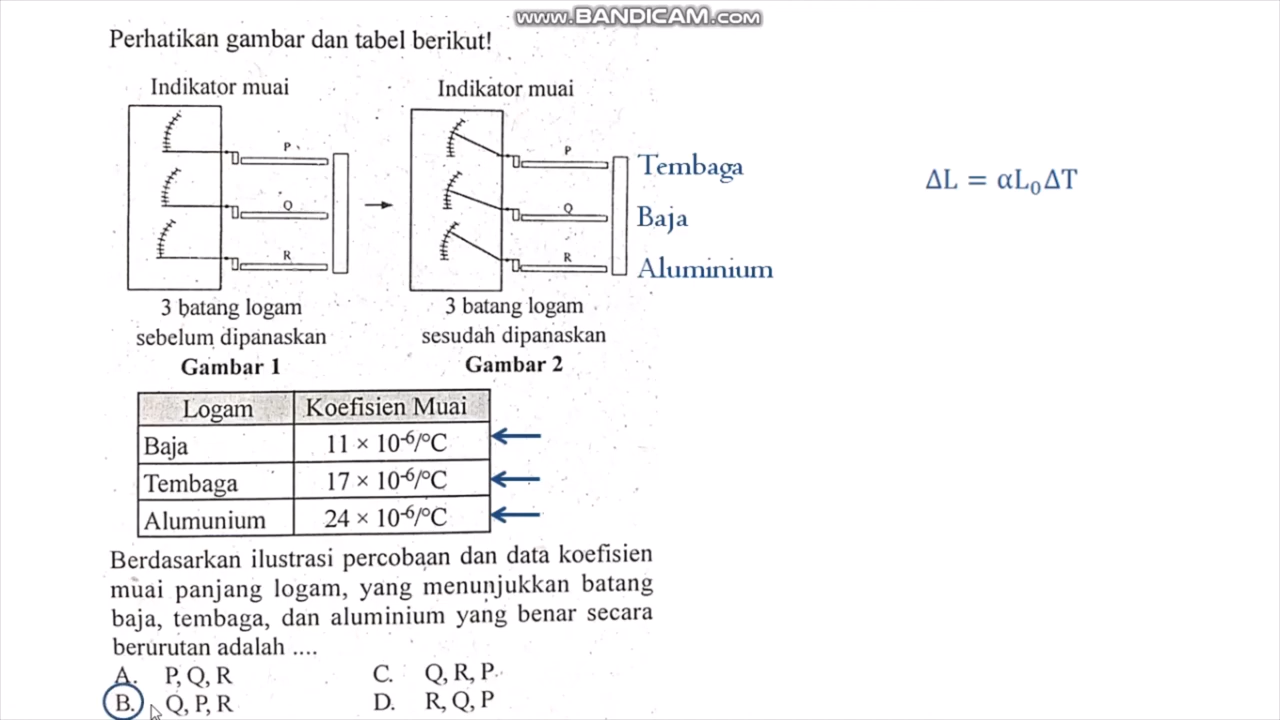 www.BANDICAM.com
Perhatikan gambar dan tabel berikut!
Indikator muai
Indikator muai
P
Q
R
P
Q
R
Tembaga
Baja
Aluminium
ΔL = αL₀ΔT
3 batang logam
sebelum dipanaskan
Gambar 1
3 batang logam
sesudah dipanaskan
Gambar 2
Logam Koefisien Muai
Baja 11 × 10⁻⁶/°C
Tembaga 17 × 10⁻⁶/°C
Alumunium 24 × 10⁻⁶/°C
Berdasarkan ilustrasi percobaan dan data koefisien
muai panjang logam, yang menunjukkan batang
baja, tembaga, dan aluminium yang benar secara
berurutan adalah ....
A. P, Q, R C. Q, R, P
B. Q, P, R D. R, Q, P